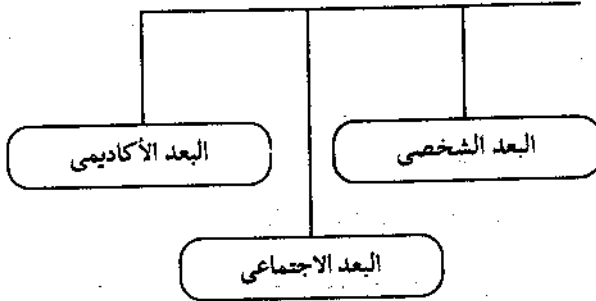 البعد الشخصى
البعد الأكاديمى
البعد الاجتماعى